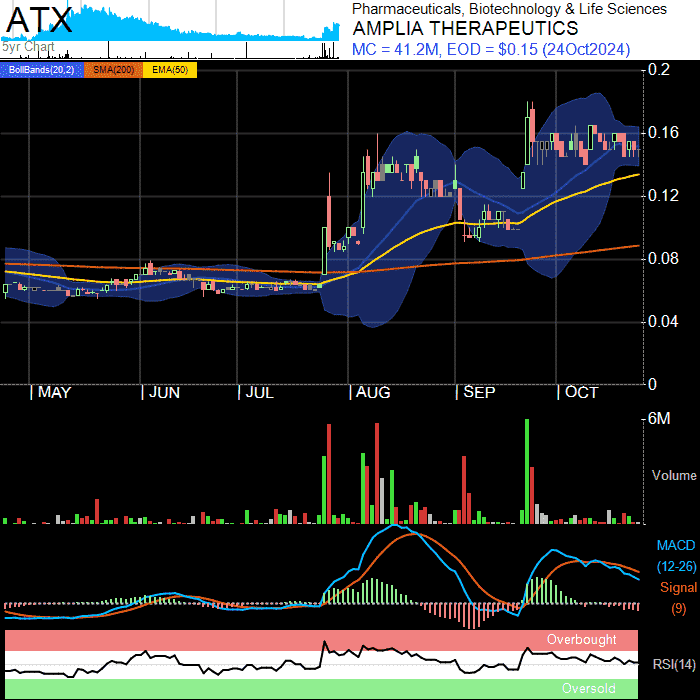 ATX
Pharmaceuticals, Biotechnology & Life Sciences
AMPLIA THERAPEUTICS
5yr Chart
MC = 41.2M, EOD = $0.15 (24Oct2024)
BollBands(20,2) SMA(200) EMA(50)
0.2
0.16
0.12
0.08
0.04
0
MAY JUN JUL AUG SEP OCT
6M
Volume
MACD
(12-26)
Signal
(9)
Overbought
RSI(14)
Oversold